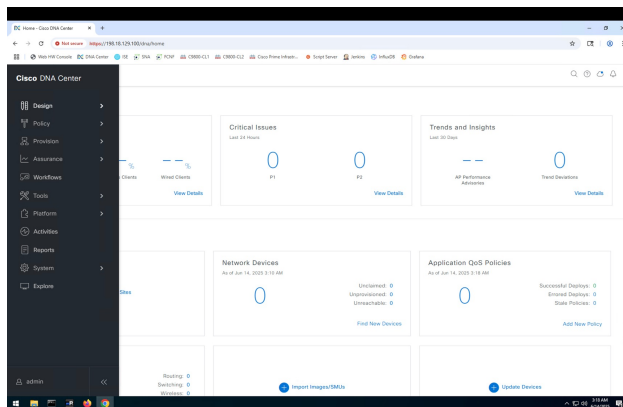 Home - Cisco DNA Center
Not secure https://198.18.129.100/dna/home
Web HW Console DNA Center ISE SNA FCNF C9800-CL1 C9800-CL2 Cisco Prime Infrastr... Script Server Jenkins InfluxDB Grafana
Cisco DNA Center
Design
Policy
Provision
Assurance
Workflows
Tools
Platform
Activities
Reports
System
Explore
admin
Clients
Wired Clients
View Details
Critical Issues
Last 24 Hours
0 0
P1 P2
View Details
Trends and Insights
Last 30 Days
-- 0
AP Performance Advisories
Trend Deviations
View Details
Sites
Network Devices
As of Jun 14, 2025 3:10 AM
0
Unclaimed: 0
Unprovisioned: 0
Unreachable: 0
Find New Devices
Application QoS Policies
As of Jun 14, 2025 3:18 AM
0
Successful Deploys: 0
Errored Deploys: 0
Stale Policies: 0
Add New Policy
Routing: 0
Switching: 0
Wireless: 0
Import Images/SMUs
Update Devices
3:18 AM
6/14/2025